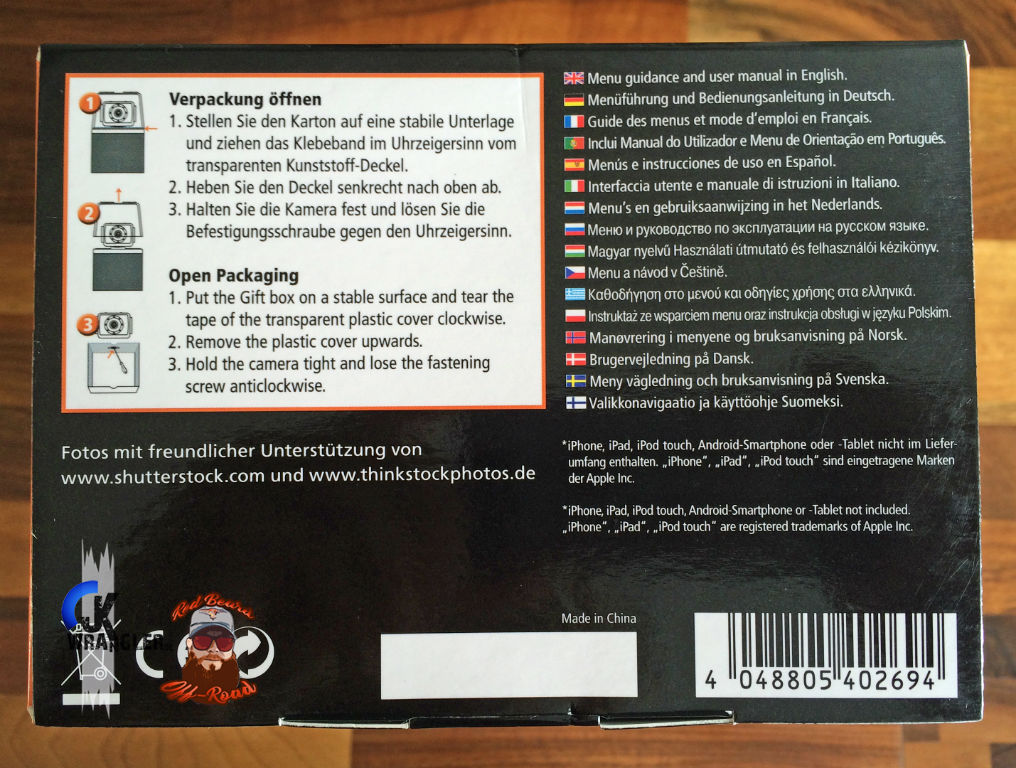 1
2
3
Verpackung öffnen
1. Stellen Sie den Karton auf eine stabile Unterlage
und ziehen das Klebeband im Uhrzeigersinn vom
transparenten Kunststoff-Deckel.
2. Heben Sie den Deckel senkrecht nach oben ab.
3. Halten Sie die Kamera fest und lösen Sie die
Befestigungsschraube gegen den Uhrzeigersinn.
Open Packaging
1. Put the Gift box on a stable surface and tear the
tape of the transparent plastic cover clockwise.
2. Remove the plastic cover upwards.
3. Hold the camera tight and lose the fastening
screw anticlockwise.
Fotos mit freundlicher Unterstützung von
www.shutterstock.com und www.thinkstockphotos.de
Menu guidance and user manual in English.
Menüführung und Bedienungsanleitung in Deutsch.
Guide des menus et mode d'emploi en Français.
Inclui Manual do Utilizador e Menu de Orientação em Português.
Menús e instrucciones de uso en Español.
Interfaccia utente e manuale di istruzioni in Italiano.
Menu's en gebruiksaanwijzing in het Nederlands.
Меню и руководство по эксплуатации на русском языке.
Magyar nyelvű Használati útmutató és felhasználói kézikönyv.
Menu a návod v Češtině.
Καθοδήγηση στο μενού και οδηγίες χρήσης στα ελληνικά.
Instruktaż ze wsparciem menu oraz instrukcja obsługi w języku Polskim.
Manøvrering i menyene og bruksanvisning på Norsk.
Brugervejledning på Dansk.
Meny vägledning och bruksanvisning på Svenska.
Valikkonavigaatio ja käyttöohje Suomeksi.
*iPhone, iPad, iPod touch, Android-Smartphone oder -Tablet nicht im Liefer-
umfang enthalten. „iPhone“, „iPad“, „iPod touch“ sind eingetragene Marken
der Apple Inc.
*iPhone, iPad, iPod touch, Android-Smartphone or -Tablet not included.
„iPhone“, „iPad“, „iPod touch“ are registered trademarks of Apple Inc.
JK
WRANGLER
Red Beards
Off-Road
Made in China
4 048805 402694